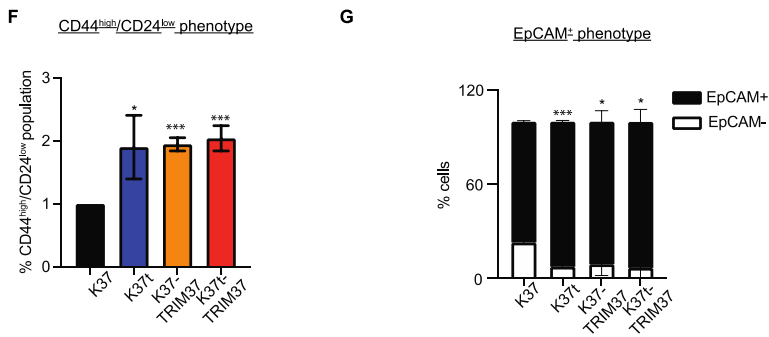 F
CD44high/CD24low phenotype
% CD44high/CD24low population
3
2
1
0
*
***
***
K37
K37t
K37-
TRIM37
K37t-
TRIM37
G
EpCAM± phenotype
% cells
120
60
0
***
*
*
EpCAM+
EpCAM-
K37
K37t
K37-
TRIM37
K37t-
TRIM37